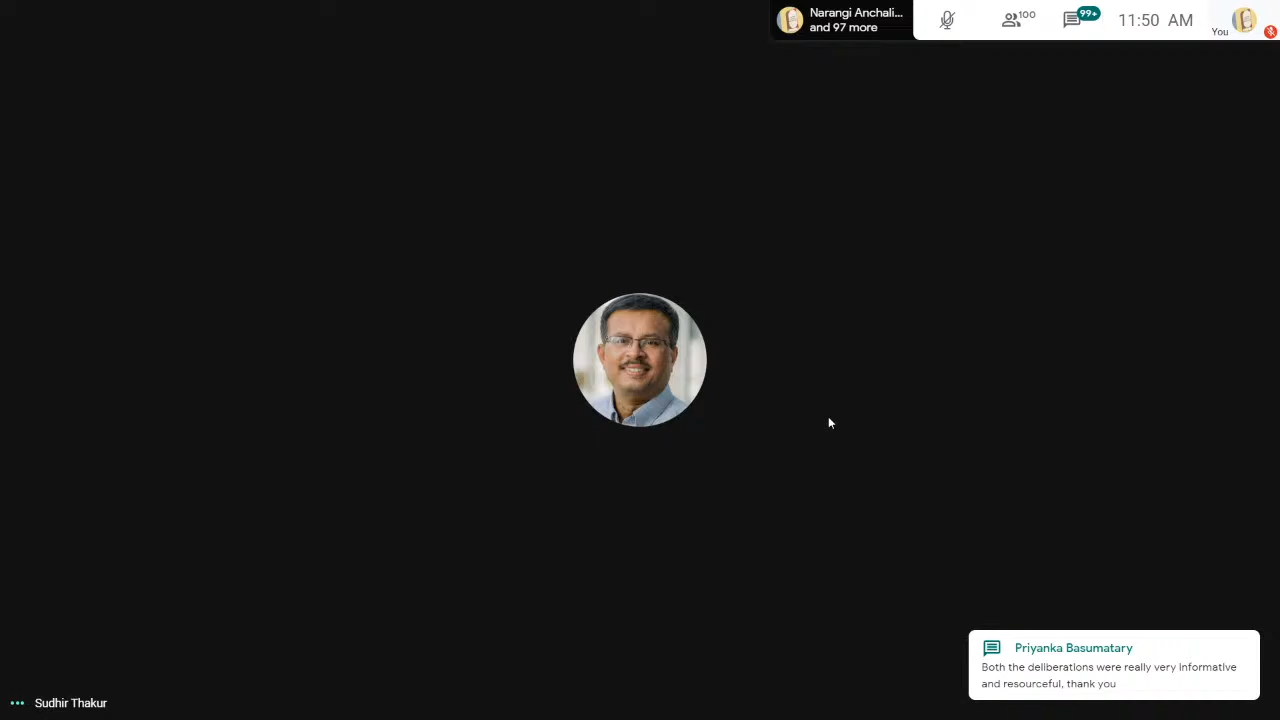 Narangi Anchali...
and 97 more
100
99+
11:50 AM
You
Priyanka Basumatary
Both the deliberations were really very informative
and resourceful, thank you
Sudhir Thakur